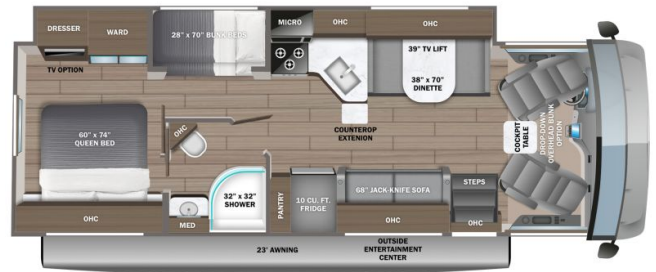 DRESSER
WARD
TV OPTION
28" x 70" BUNK BEDS
MICRO
OHC
OHC
39" TV LIFT
38" x 70"
DINETTE
COUNTEROP
EXTENION
COCKPIT
TABLE
DROP-DOWN
OVERHEAD BUNK
OPTION
60" x 74"
QUEEN BED
OHC
32" x 32"
SHOWER
PANTRY
10 CU. FT.
FRIDGE
68" JACK-KNIFE SOFA
STEPS
OHC
MED
OHC
OHC
23' AWNING
OUTSIDE
ENTERTAINMENT
CENTER